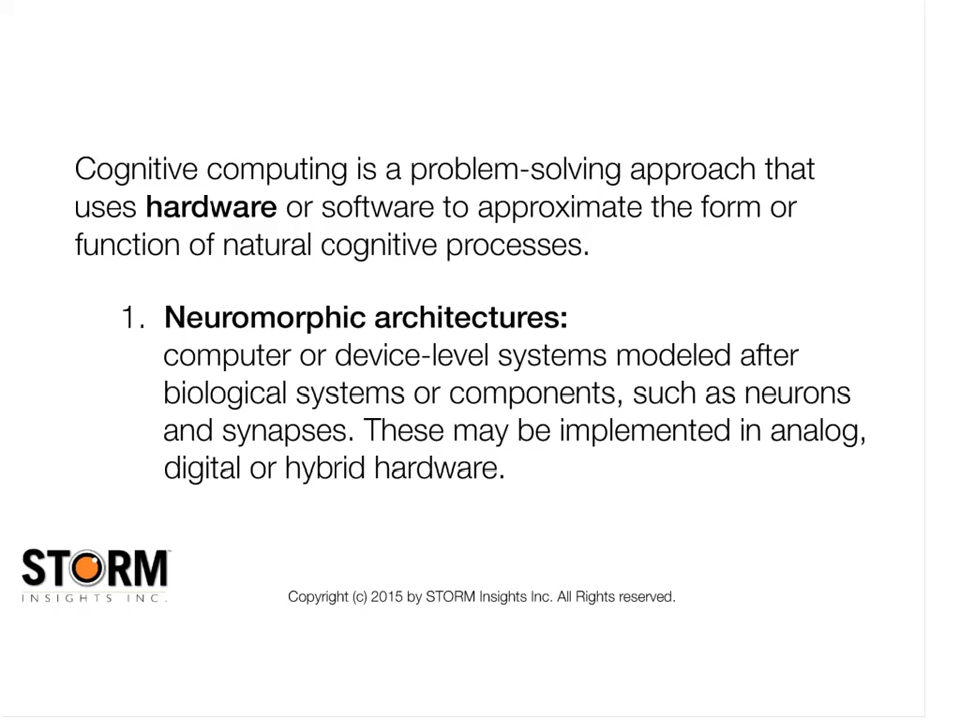 Cognitive computing is a problem-solving approach that
uses hardware or software to approximate the form or
function of natural cognitive processes.
1. Neuromorphic architectures:
computer or device-level systems modeled after
biological systems or components, such as neurons
and synapses. These may be implemented in analog,
digital or hybrid hardware.
STORM™
INSIGHTS INC.
Copyright (c) 2015 by STORM Insights Inc. All Rights reserved.